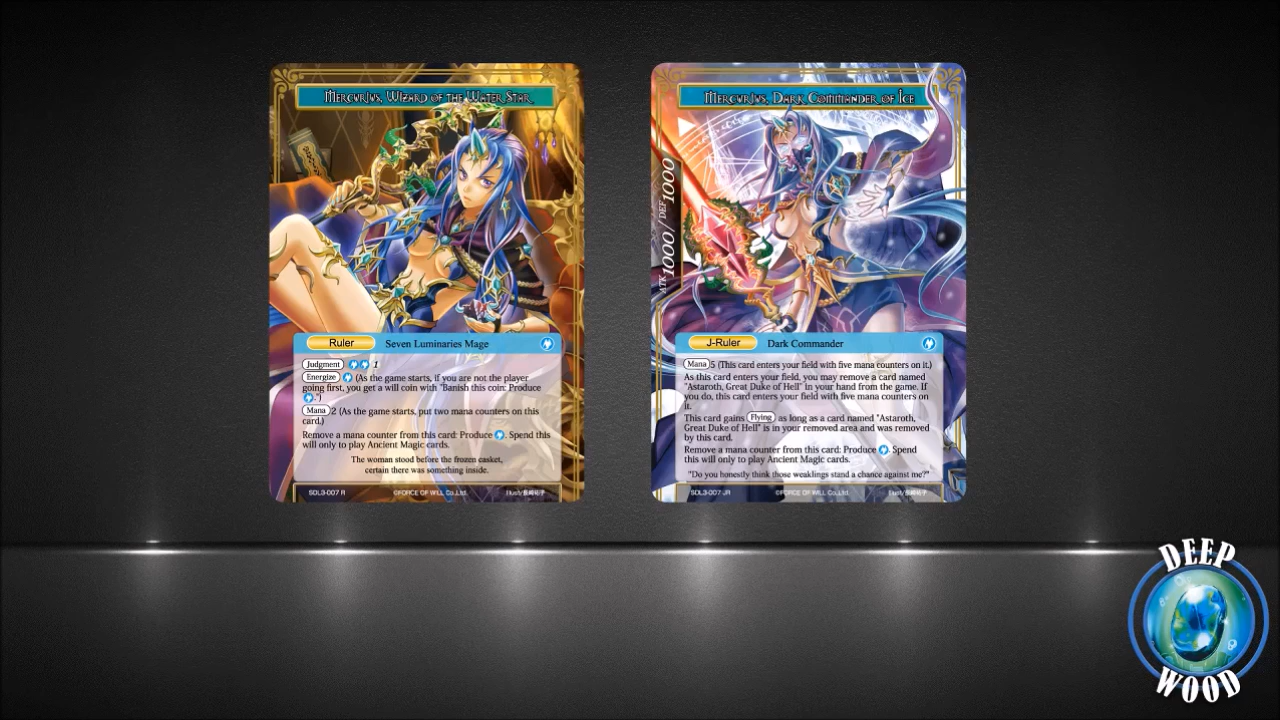 Mercurius, Wizard of the Water Star
Ruler
Seven Luminaries Mage
Judgment 1
Energize (As the game starts, if you are not the player
going first, you get a will coin with "Banish this coin: Produce
.")
Mana 2 (As the game starts, put two mana counters on this
card.)
Remove a mana counter from this card: Produce . Spend this
will only to play Ancient Magic cards.
The woman stood before the frozen casket,
certain there was something inside.
SDL3-007 R
©FORCE OF WILL Co.,Ltd.
Mercurius, Dark Commander of Ice
ATK1000/DEF1000
J-Ruler
Dark Commander
Mana 5 (This card enters your field with five mana counters on it.)
As this card enters your field, you may remove a card named
"Astaroth, Great Duke of Hell" in your hand from the game. If
you do, this card enters your field with five mana counters on
it.
This card gains Flying as long as a card named "Astaroth,
Great Duke of Hell" is in your removed area and was removed
by this card.
Remove a mana counter from this card: Produce . Spend
this will only to play Ancient Magic cards.
"Do you honestly think those weaklings stand a chance against me?"
SDL3-007 JR
©FORCE OF WILL Co.,Ltd.
DEEP
WOOD